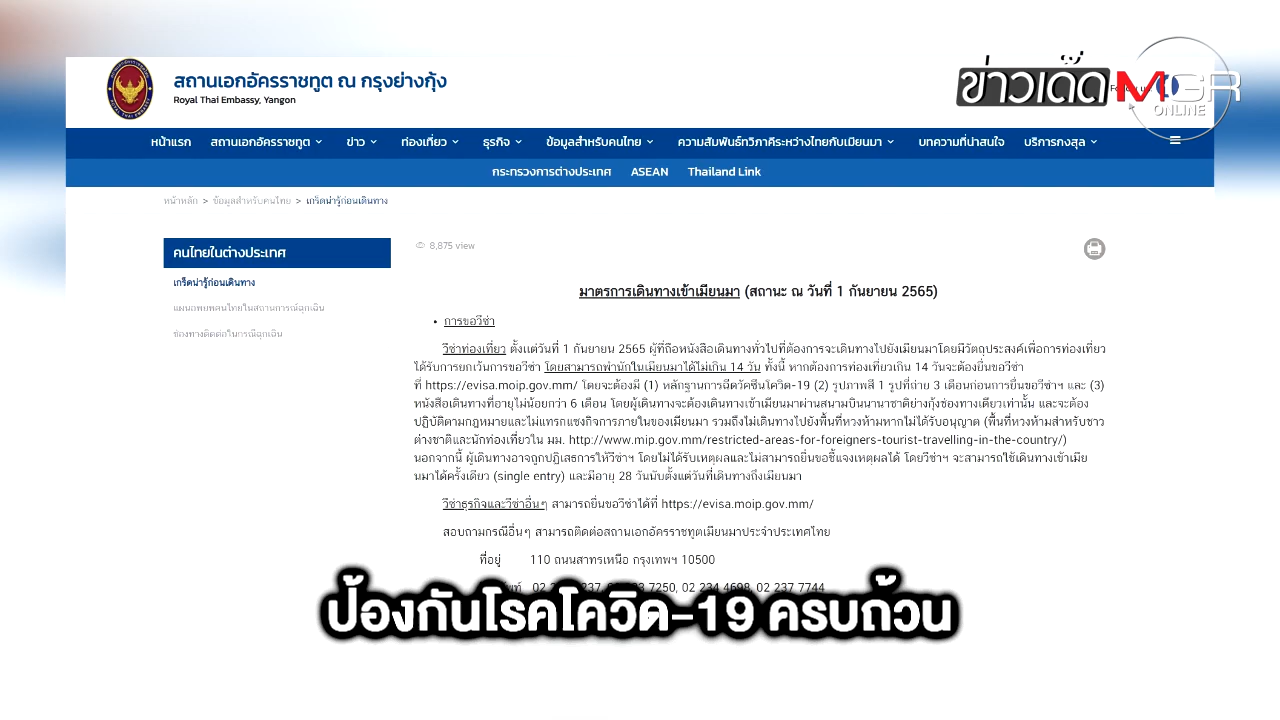 สถานเอกอัครราชทูต ณ กรุงย่างกุ้ง
Royal Thai Embassy, Yangon
ข่าวเด็ด MGR
ONLINE
หน้าแรก สถานเอกอัครราชทูต ข่าว ท่องเที่ยว ธุรกิจ ข้อมูลสำหรับคนไทย ความสัมพันธ์ทวิภาคีระหว่างไทยกับเมียนมา บทความที่น่าสนใจ บริการกงสุล
กระทรวงการต่างประเทศ ASEAN Thailand Link
หน้าหลัก > ข้อมูลสำหรับคนไทย > เกร็ดน่ารู้ก่อนเดินทาง
คนไทยในต่างประเทศ
เกร็ดน่ารู้ก่อนเดินทาง
แผนอพยพคนไทยในสถานการณ์ฉุกเฉิน
ช่องทางติดต่อในกรณีฉุกเฉิน
8,875 view
มาตรการเดินทางเข้าเมียนมา (สถานะ ณ วันที่ 1 กันยายน 2565)
• การขอวีซ่า
วีซ่าท่องเที่ยว ตั้งแต่วันที่ 1 กันยายน 2565 ผู้ที่ถือหนังสือเดินทางทั่วไปที่ต้องการจะเดินทางไปยังเมียนมาโดยมีวัตถุประสงค์เพื่อการท่องเที่ยว
ได้รับการยกเว้นการขอวีซ่า โดยสามารถพำนักในเมียนมาได้ไม่เกิน 14 วัน ทั้งนี้ หากต้องการท่องเที่ยวเกิน 14 วันจะต้องยื่นขอวีซ่า
ที่ https://evisa.moip.gov.mm/ โดยจะต้องมี (1) หลักฐานการฉีดวัคซีนโควิด-19 (2) รูปภาพสี 1 รูปที่ถ่าย 3 เดือนก่อนการยื่นขอวีซ่าฯ และ (3)
หนังสือเดินทางที่อายุไม่น้อยกว่า 6 เดือน โดยผู้เดินทางจะต้องเดินทางเข้าเมียนมาผ่านสนามบินนานาชาติย่างกุ้งช่องทางเดียวเท่านั้น และจะต้อง
ปฏิบัติตามกฎหมายและไม่แทรกแซงกิจการภายในของเมียนมา รวมถึงไม่เดินทางไปยังพื้นที่หวงห้ามหากไม่ได้รับอนุญาต (พื้นที่หวงห้ามสำหรับชาว
ต่างชาติและนักท่องเที่ยวใน มม. http://www.mip.gov.mm/restricted-areas-for-foreigners-tourist-travelling-in-the-country/)
นอกจากนี้ ผู้เดินทางอาจถูกปฏิเสธการให้วีซ่าฯ โดยไม่ได้รับเหตุผลและไม่สามารถยื่นขอชี้แจงเหตุผลได้ โดยวีซ่าฯ จะสามารถใช้เดินทางเข้าเมีย
นมาได้ครั้งเดียว (single entry) และมีอายุ 28 วันนับตั้งแต่วันที่เดินทางถึงเมียนมา
วีซ่าธุรกิจและวีซ่าอื่นๆ สามารถยื่นขอวีซ่าได้ที่ https://evisa.moip.gov.mm/
สอบถามกรณีอื่นๆ สามารถติดต่อสถานเอกอัครราชทูตเมียนมาประจำประเทศไทย
ที่อยู่ 110 ถนนสาทรเหนือ กรุงเทพฯ 10500
7250, 02 234 4698, 02 237 7744
ป้องกันโรคโควิด-19 ครบถ้วน